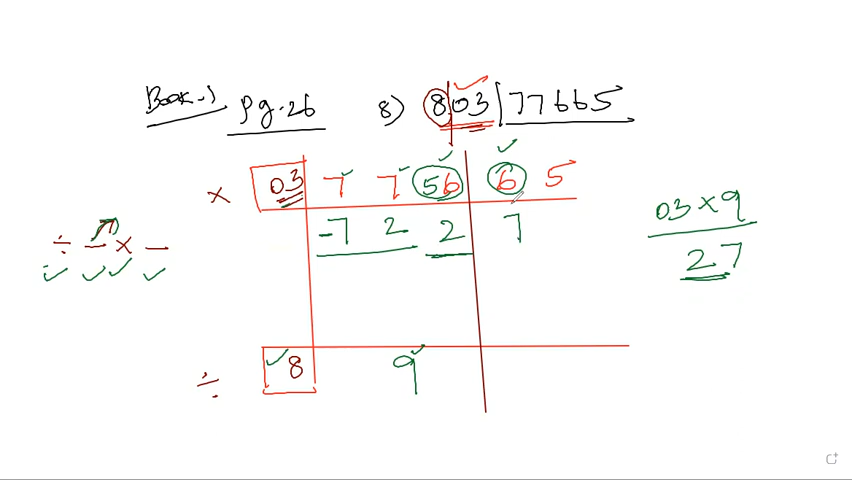 Book-1 Pg.26 8) 803 | 77665
× 03 7 7 56 6 5
-7 2 2 7
÷ - × -
03 × 9
27
÷ 8 9